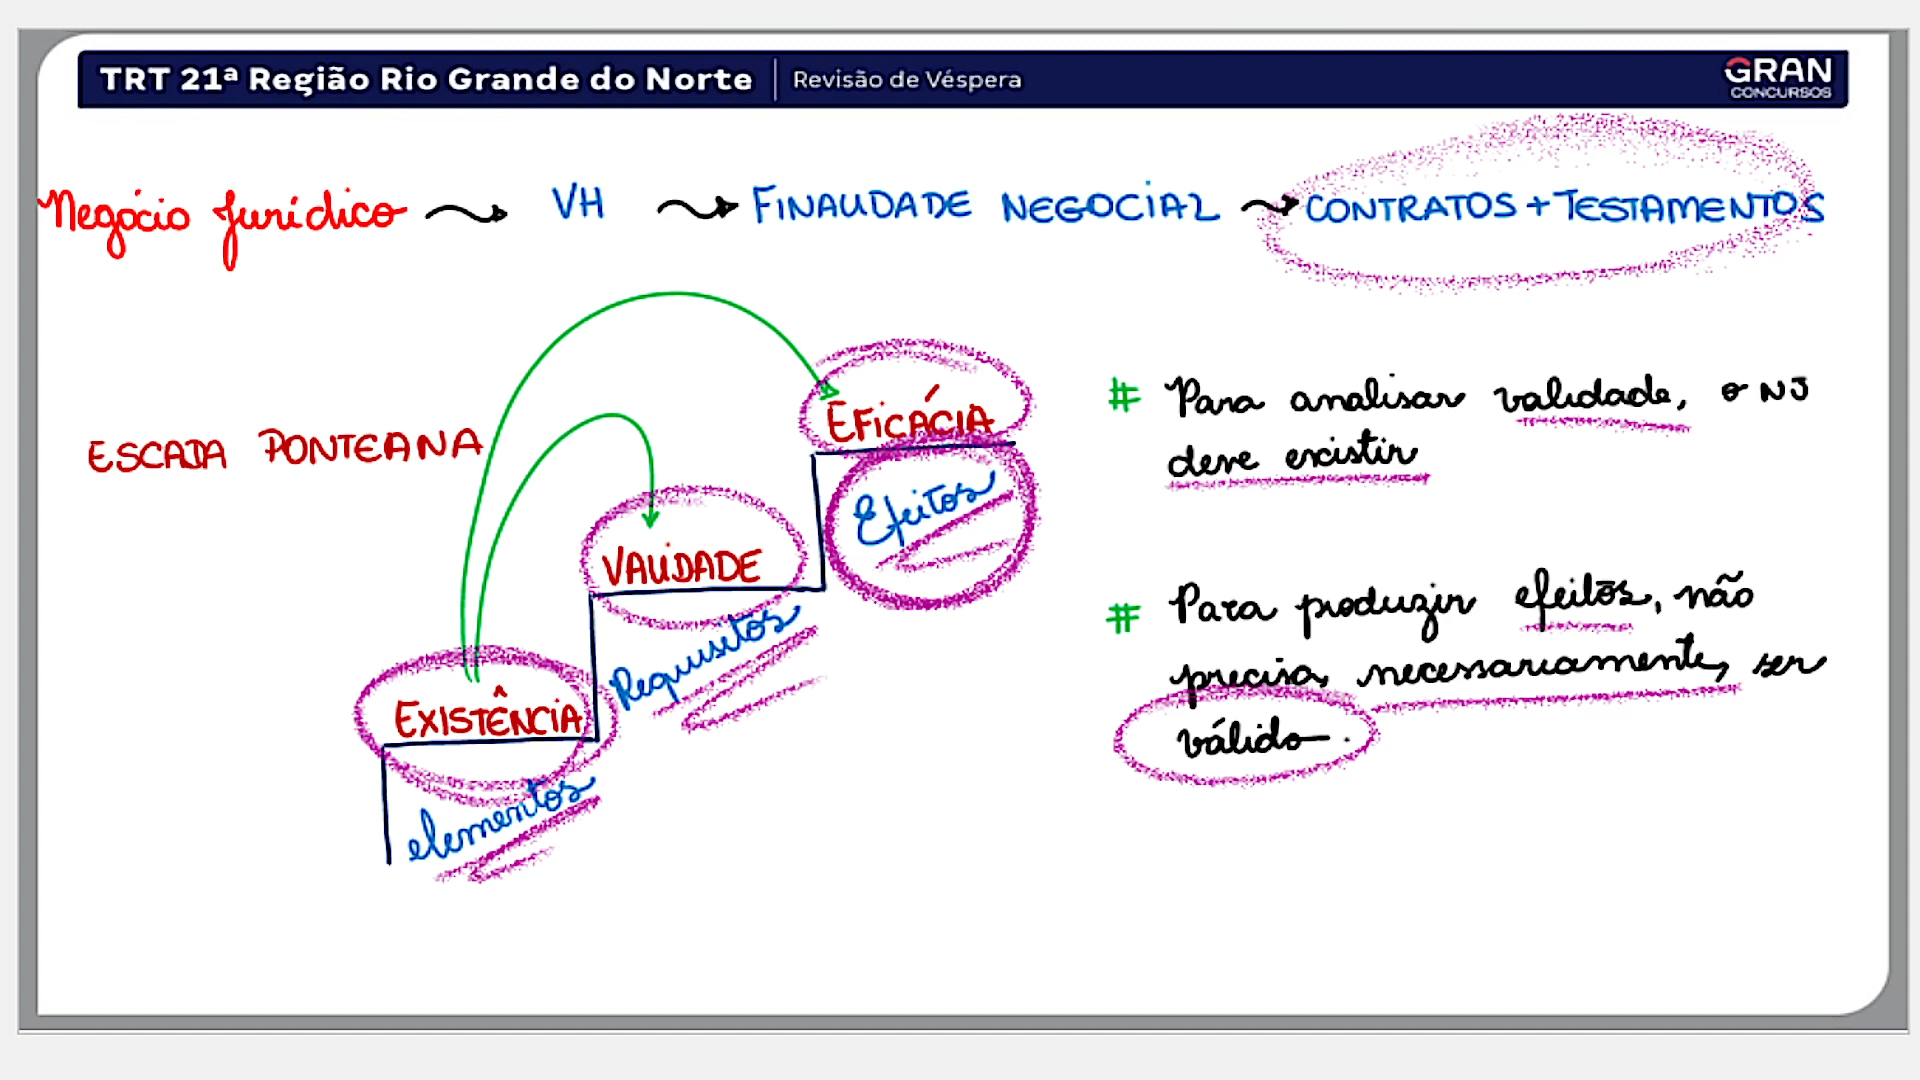 TRT 21ª Região Rio Grande do Norte | Revisão de Véspera
GRAN CONCURSOS
Negócio Jurídico → VH → FINALIDADE NEGOCIAL → CONTRATOS + TESTAMENTOS
ESCADA PONTEANA
EFICÁCIA
Efeitos
VALIDADE
Requisitos
EXISTÊNCIA
elementos
# Para analisar validade, o NJ
deve existir
# Para produzir efeitos, não
precisa, necessariamente, ser
válido.